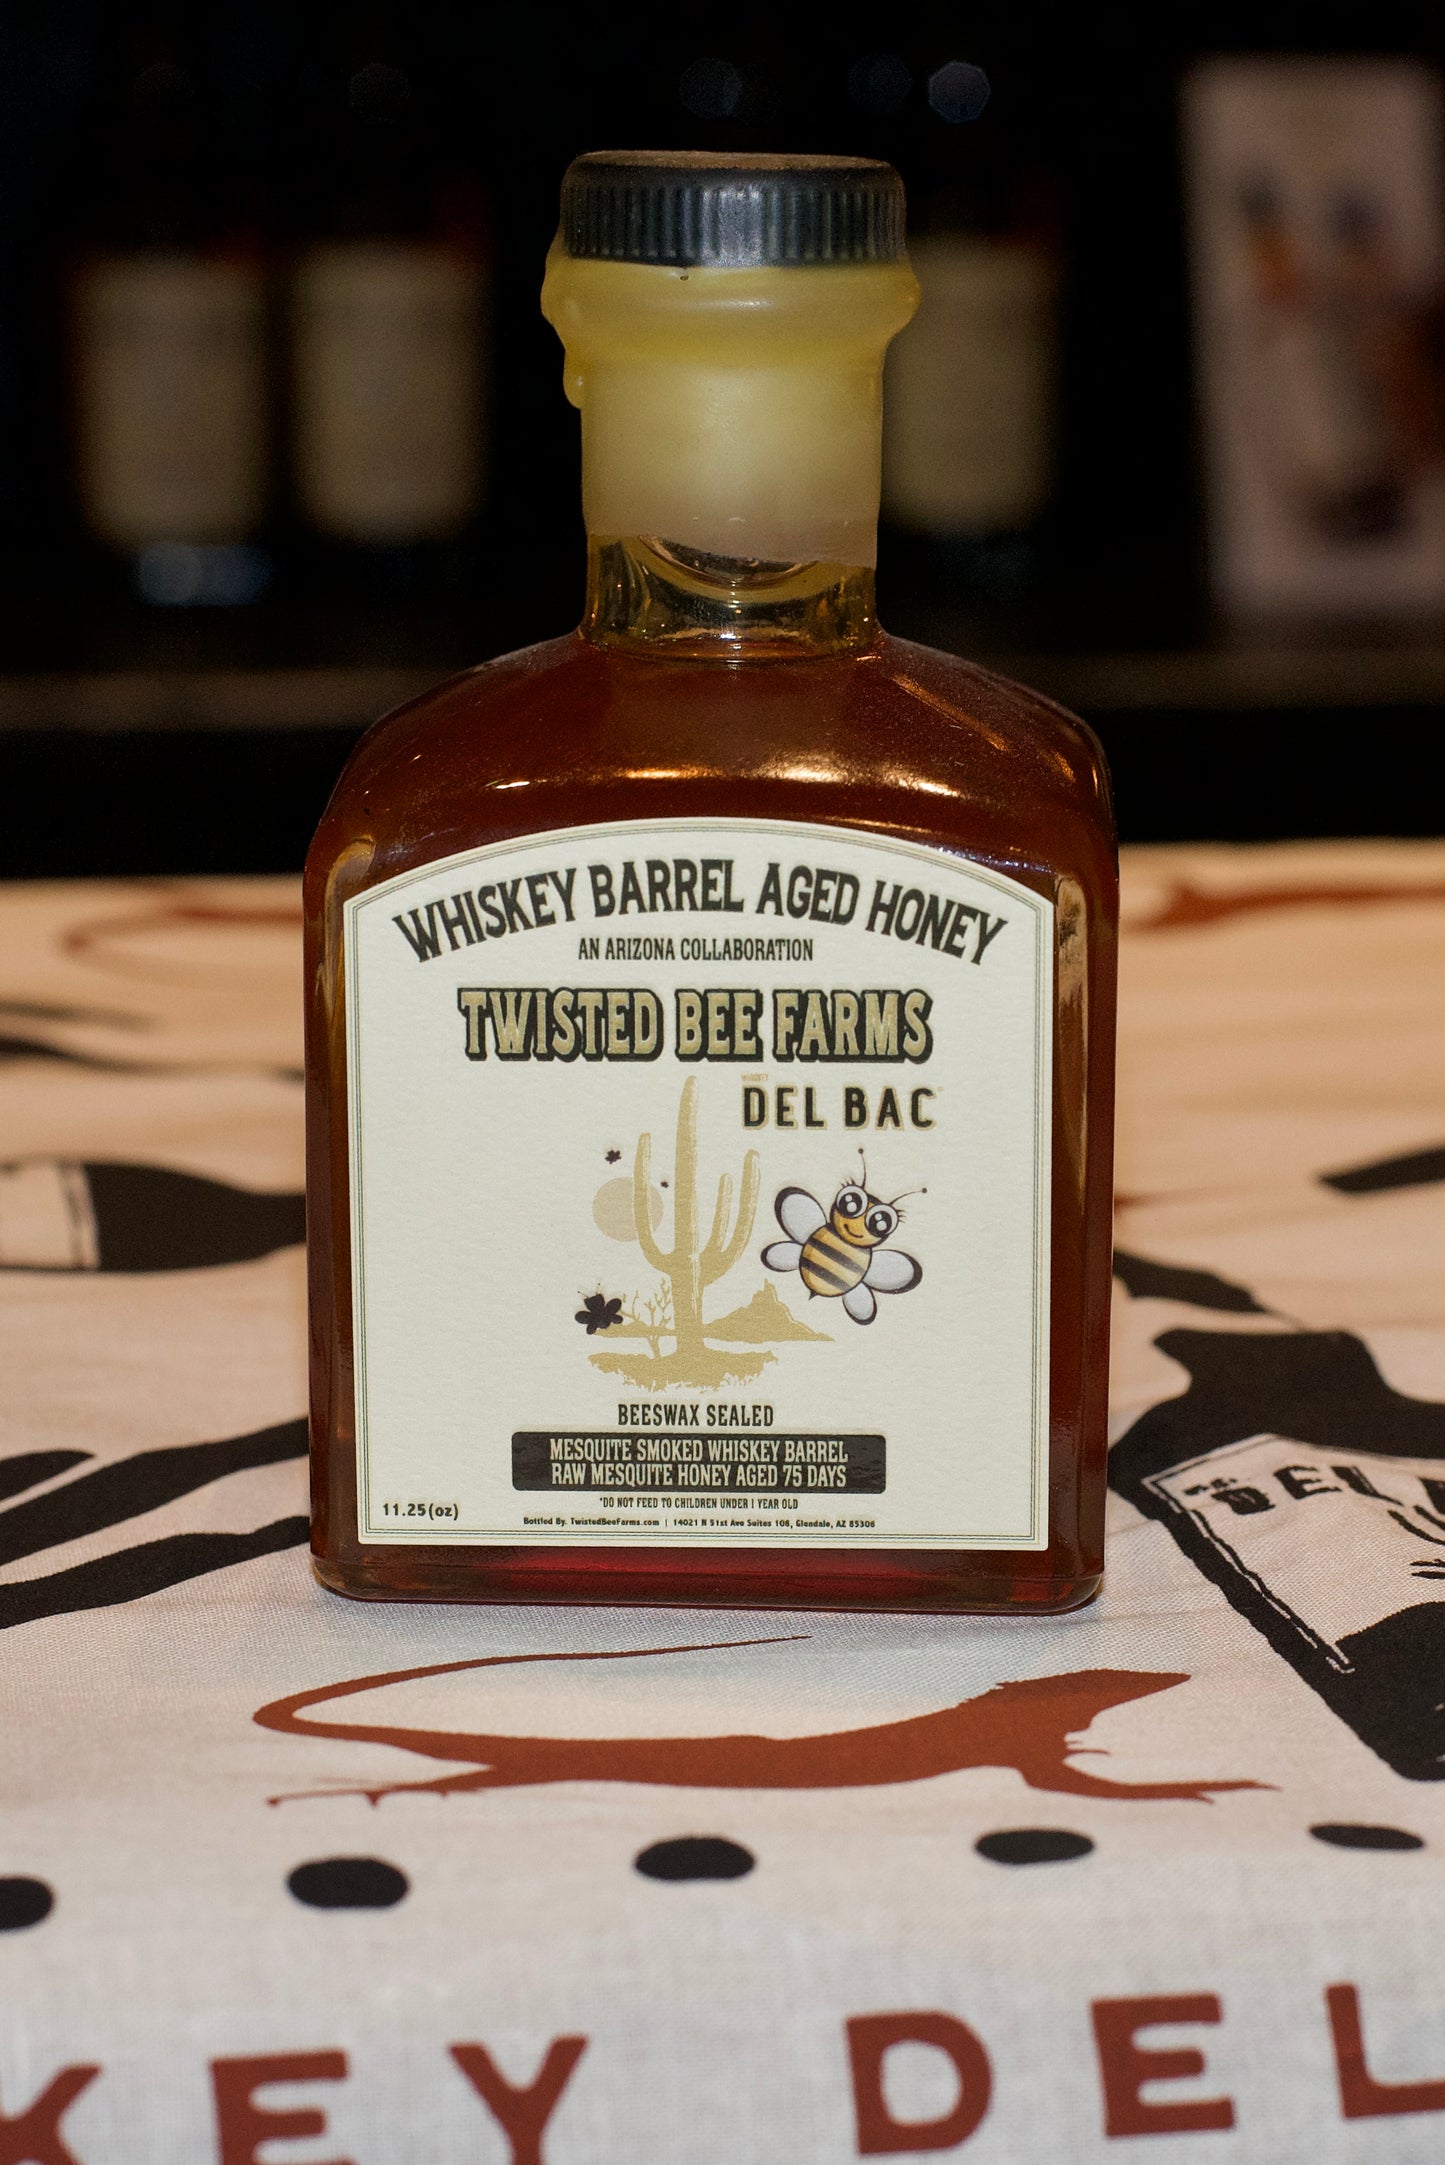 WHISKEY BARREL AGED HONEY
AN ARIZONA COLLABORATION
TWISTED BEE FARMS
WHISKEY
DEL BAC
BEESWAX SEALED
MESQUITE SMOKED WHISKEY BARREL
RAW MESQUITE HONEY AGED 75 DAYS
*DO NOT FEED TO CHILDREN UNDER 1 YEAR OLD
11.25(oz)
Bottled By. TwistedBeeFarms.com | 14021 N 51st Ave Suites 106, Glendale, AZ 85306
DEL
KEY DEL